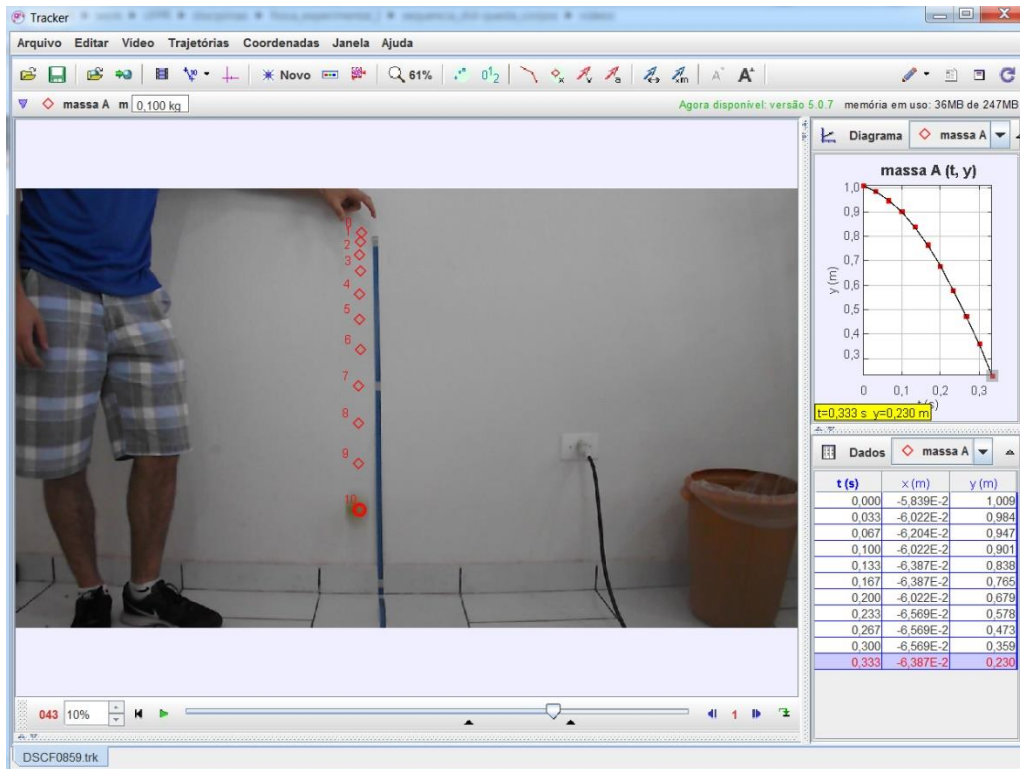 Tracker
Arquivo Editar Vídeo Trajetórias Coordenadas Janela Ajuda
Novo 61%
massa A m 0,100 kg
Agora disponível: versão 5.0.7 memória em uso: 36MB de 247MB
Diagrama massa A
massa A (t, y)
1,0
0,9
0,8
0,7
0,6
0,5
0,4
0,3
y (m)
0 0,1 0,2 0,3
t (s)
t=0,333 s y=0,230 m
0
1
2
3
4
5
6
7
8
9
10
Dados massa A
t (s) x (m) y (m)
0,000 -5,839E-2 1,009
0,033 -6,022E-2 0,984
0,067 -6,204E-2 0,947
0,100 -6,022E-2 0,901
0,133 -6,387E-2 0,838
0,167 -6,387E-2 0,765
0,200 -6,022E-2 0,679
0,233 -6,569E-2 0,578
0,267 -6,569E-2 0,473
0,300 -6,569E-2 0,359
0,333 -6,387E-2 0,230
043 10% 1
DSCF0859.trk